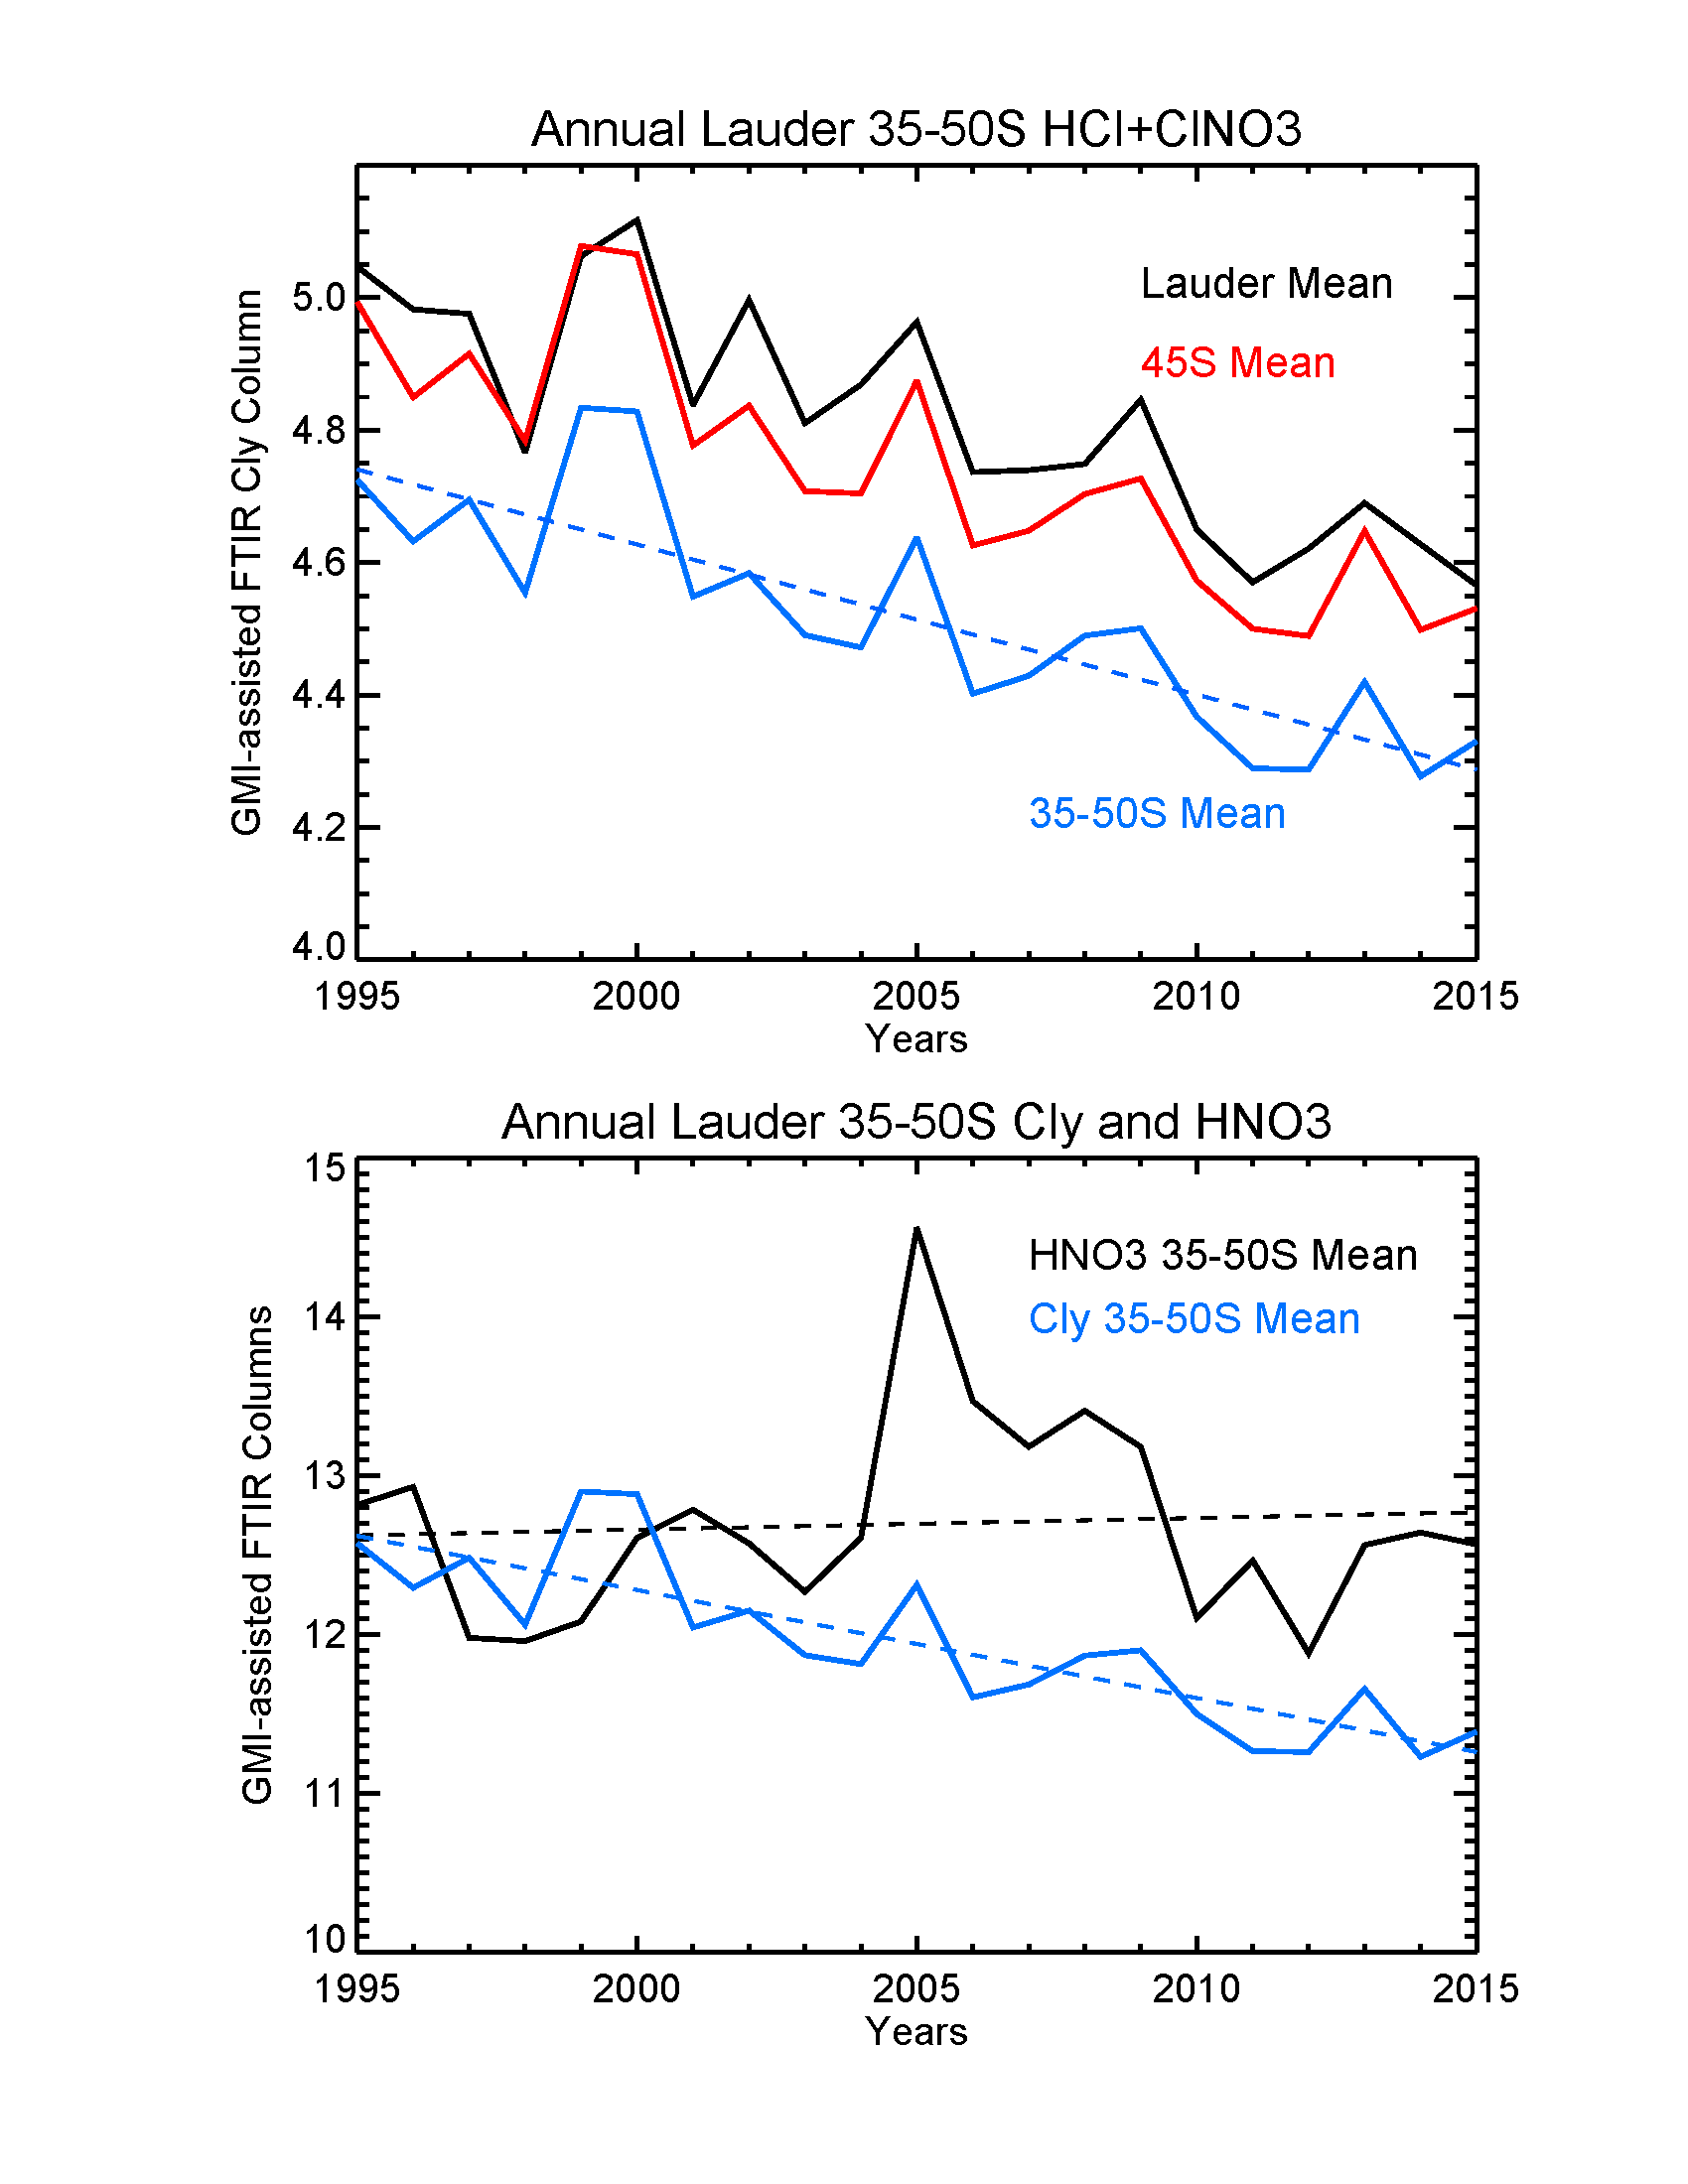 Annual Lauder 35-50S HCl+ClNO3
GMI-assisted FTIR Cly Column
5.0
4.8
4.6
4.4
4.2
4.0
Lauder Mean
45S Mean
35-50S Mean
1995 2000 2005 2010 2015
Years
Annual Lauder 35-50S Cly and HNO3
GMI-assisted FTIR Columns
15
14
13
12
11
10
HNO3 35-50S Mean
Cly 35-50S Mean
1995 2000 2005 2010 2015
Years